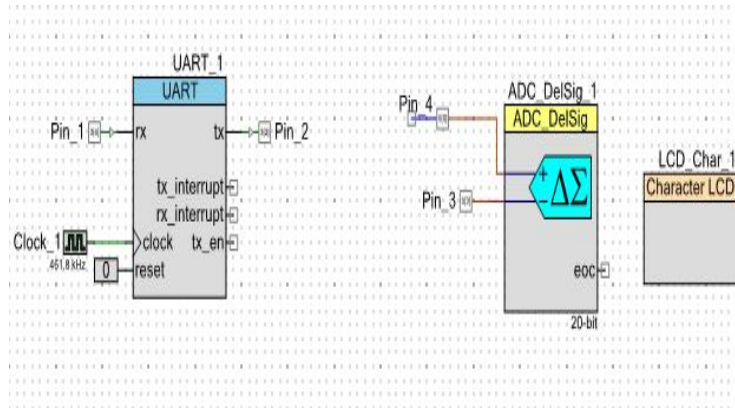 UART_1
UART
Pin_1
rx
tx
Pin_2
tx_interrupt
rx_interrupt
Clock_1
clock
tx_en
461,8 kHz
0
reset
ADC_DelSig_1
Pin_4
ADC_DelSig
+
ΔΣ
Pin_3
-
eoc
20-bit
LCD_Char_1
Character LCD